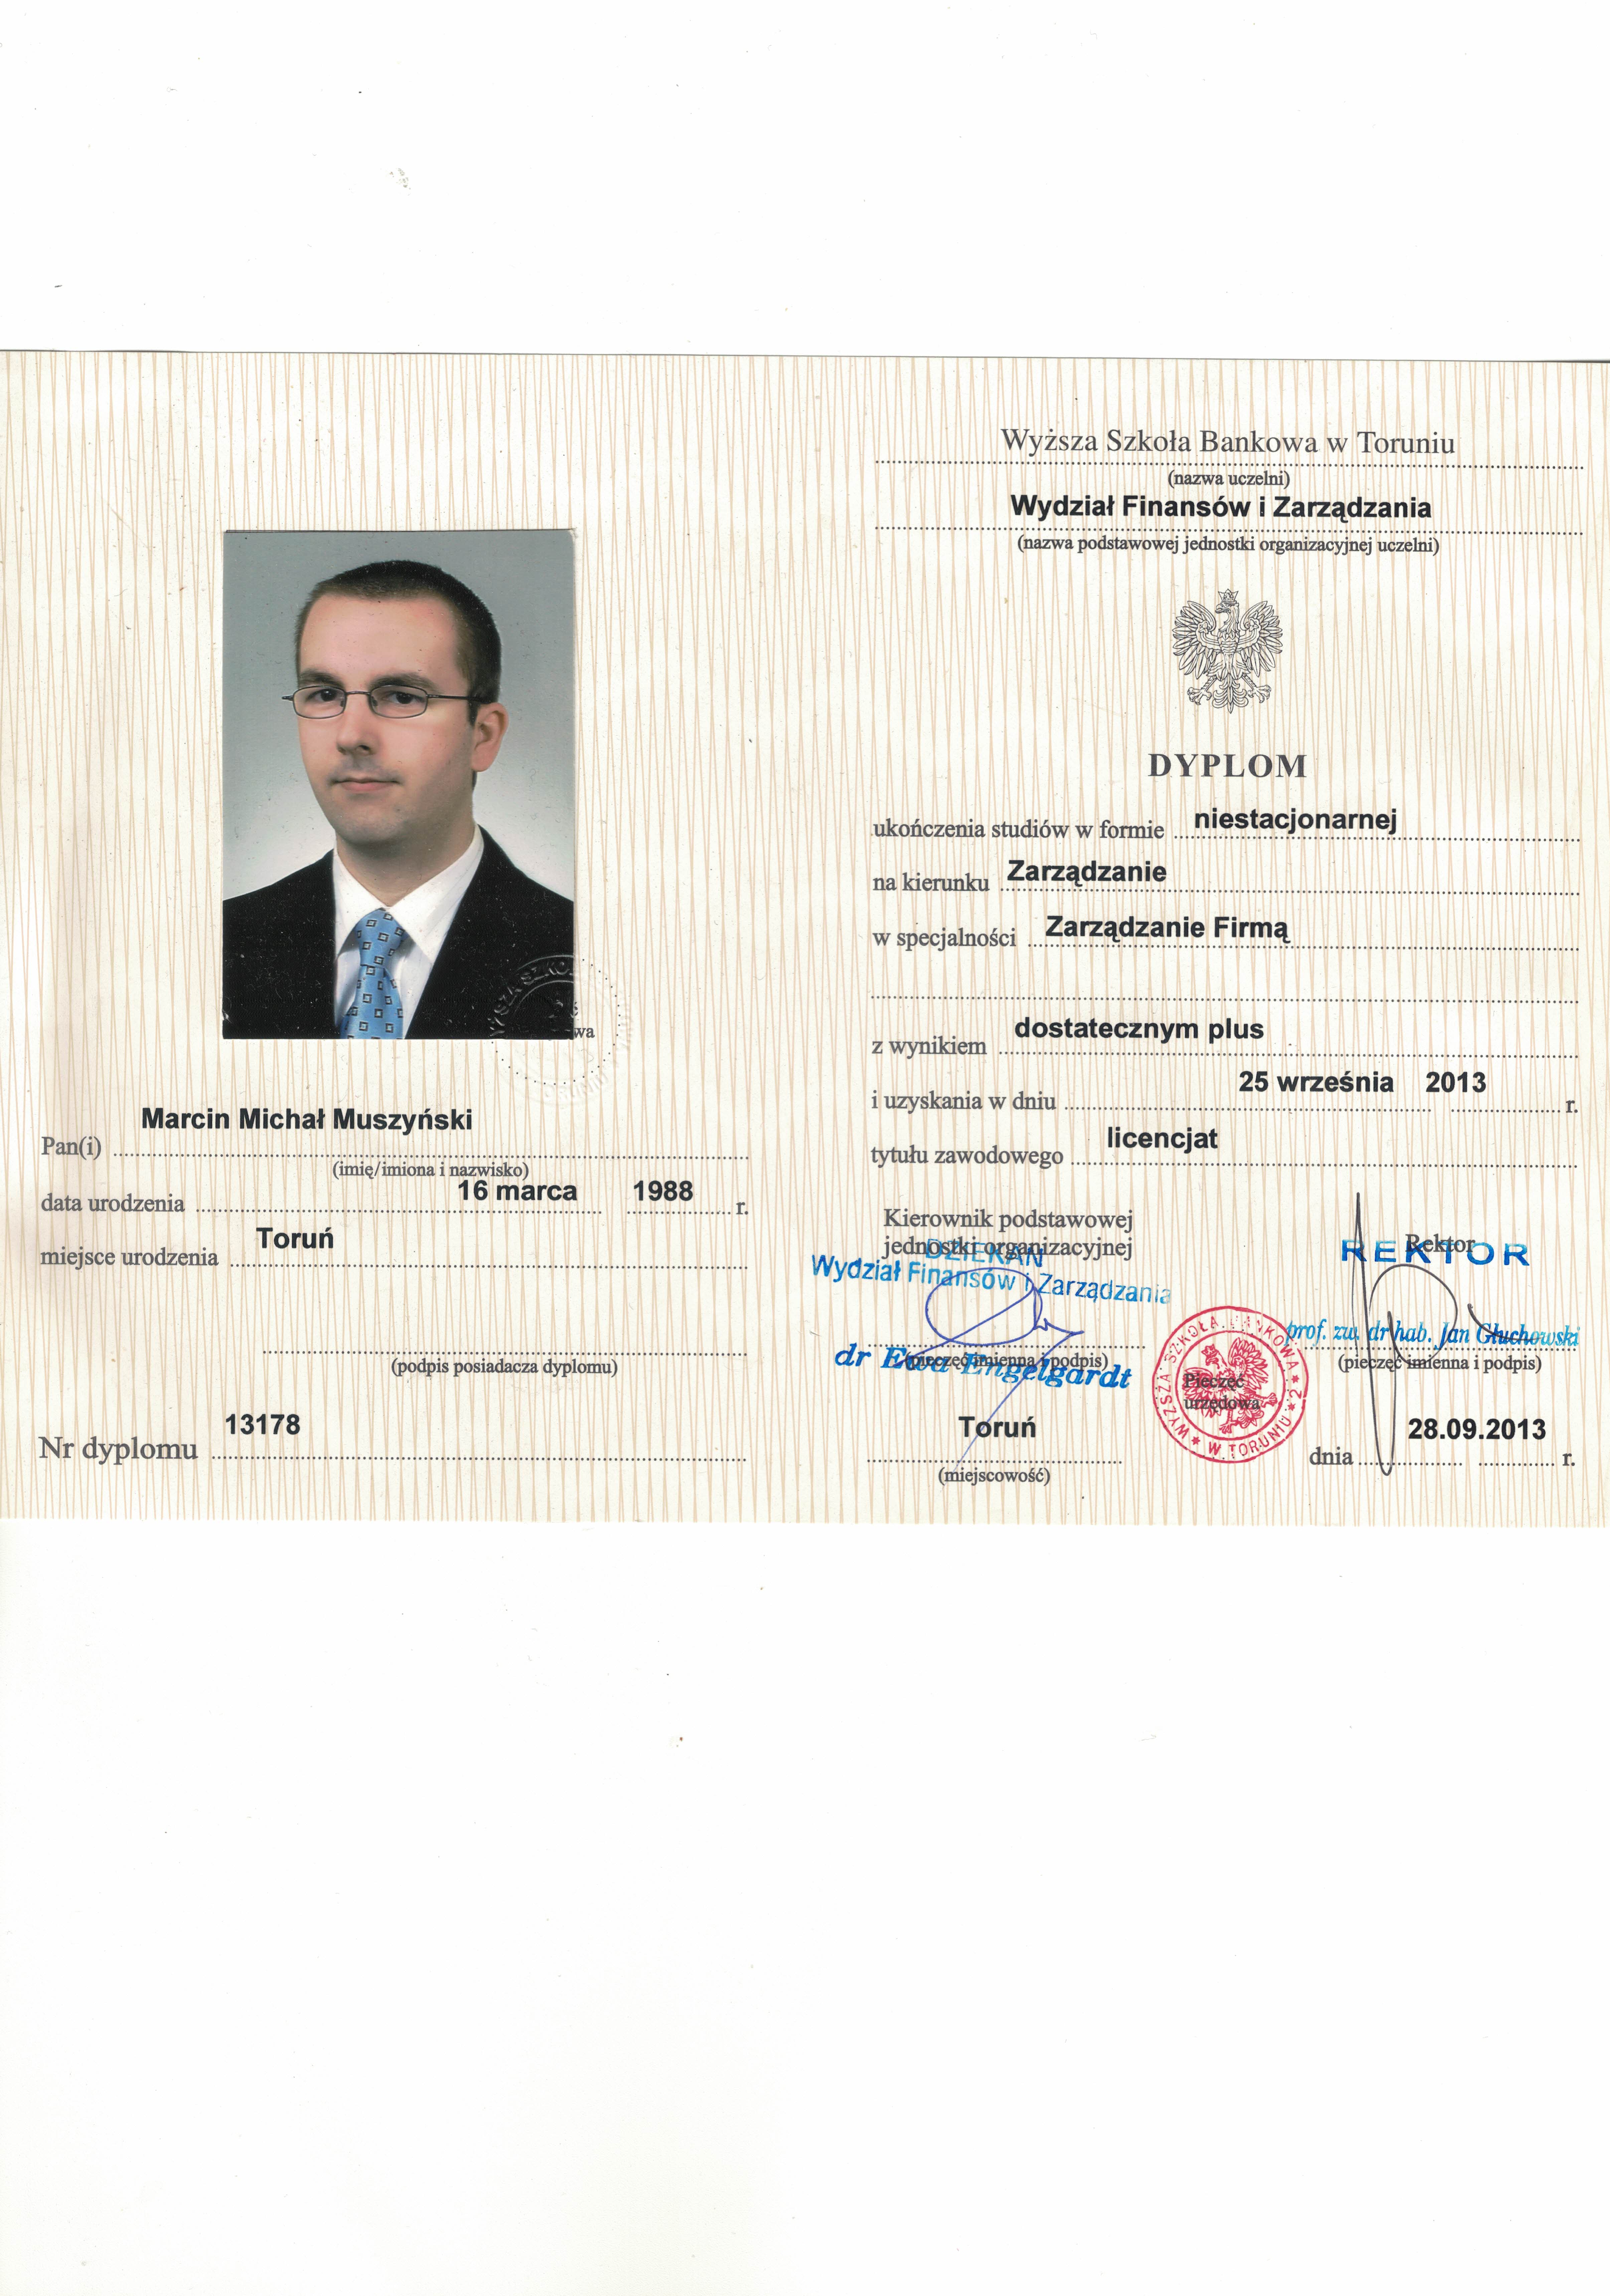 WYŻSZA SZKO
wa
Marcin Michał Muszyński
Pan(i)
(imię/imiona i nazwisko)
data urodzenia 16 marca 1988 r.
miejsce urodzenia Toruń
(podpis posiadacza dyplomu)
Nr dyplomu 13178
Wyższa Szkoła Bankowa w Toruniu
(nazwa uczelni)
Wydział Finansów i Zarządzania
(nazwa podstawowej jednostki organizacyjnej uczelni)
DYPLOM
ukończenia studiów w formie niestacjonarnej
na kierunku Zarządzanie
w specjalności Zarządzanie Firmą
z wynikiem dostatecznym plus
i uzyskania w dniu 25 września 2013 r.
tytułu zawodowego licencjat
Kierownik podstawowej
jednostki organizacyjnej
DZIEKAN
Wydział Finansów i Zarządzania
dr Ewa Engelgardt
(pieczęć imienna i podpis)
Toruń
(miejscowość)
WYŻSZA SZKOŁA BANKOWA * 2 * W TORUNIU *
Pieczęć
urzędowa
Rektor
REKTOR
prof. zw. dr hab. Jan Głuchowski
(pieczęć imienna i podpis)
dnia 28.09.2013 r.